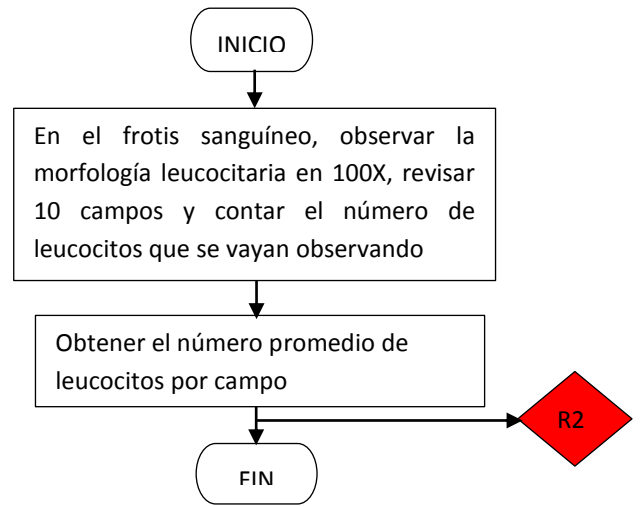 INICIO
En el frotis sanguíneo, observar la
morfología leucocitaria en 100X, revisar
10 campos y contar el número de
leucocitos que se vayan observando
Obtener el número promedio de
leucocitos por campo
R2
FIN